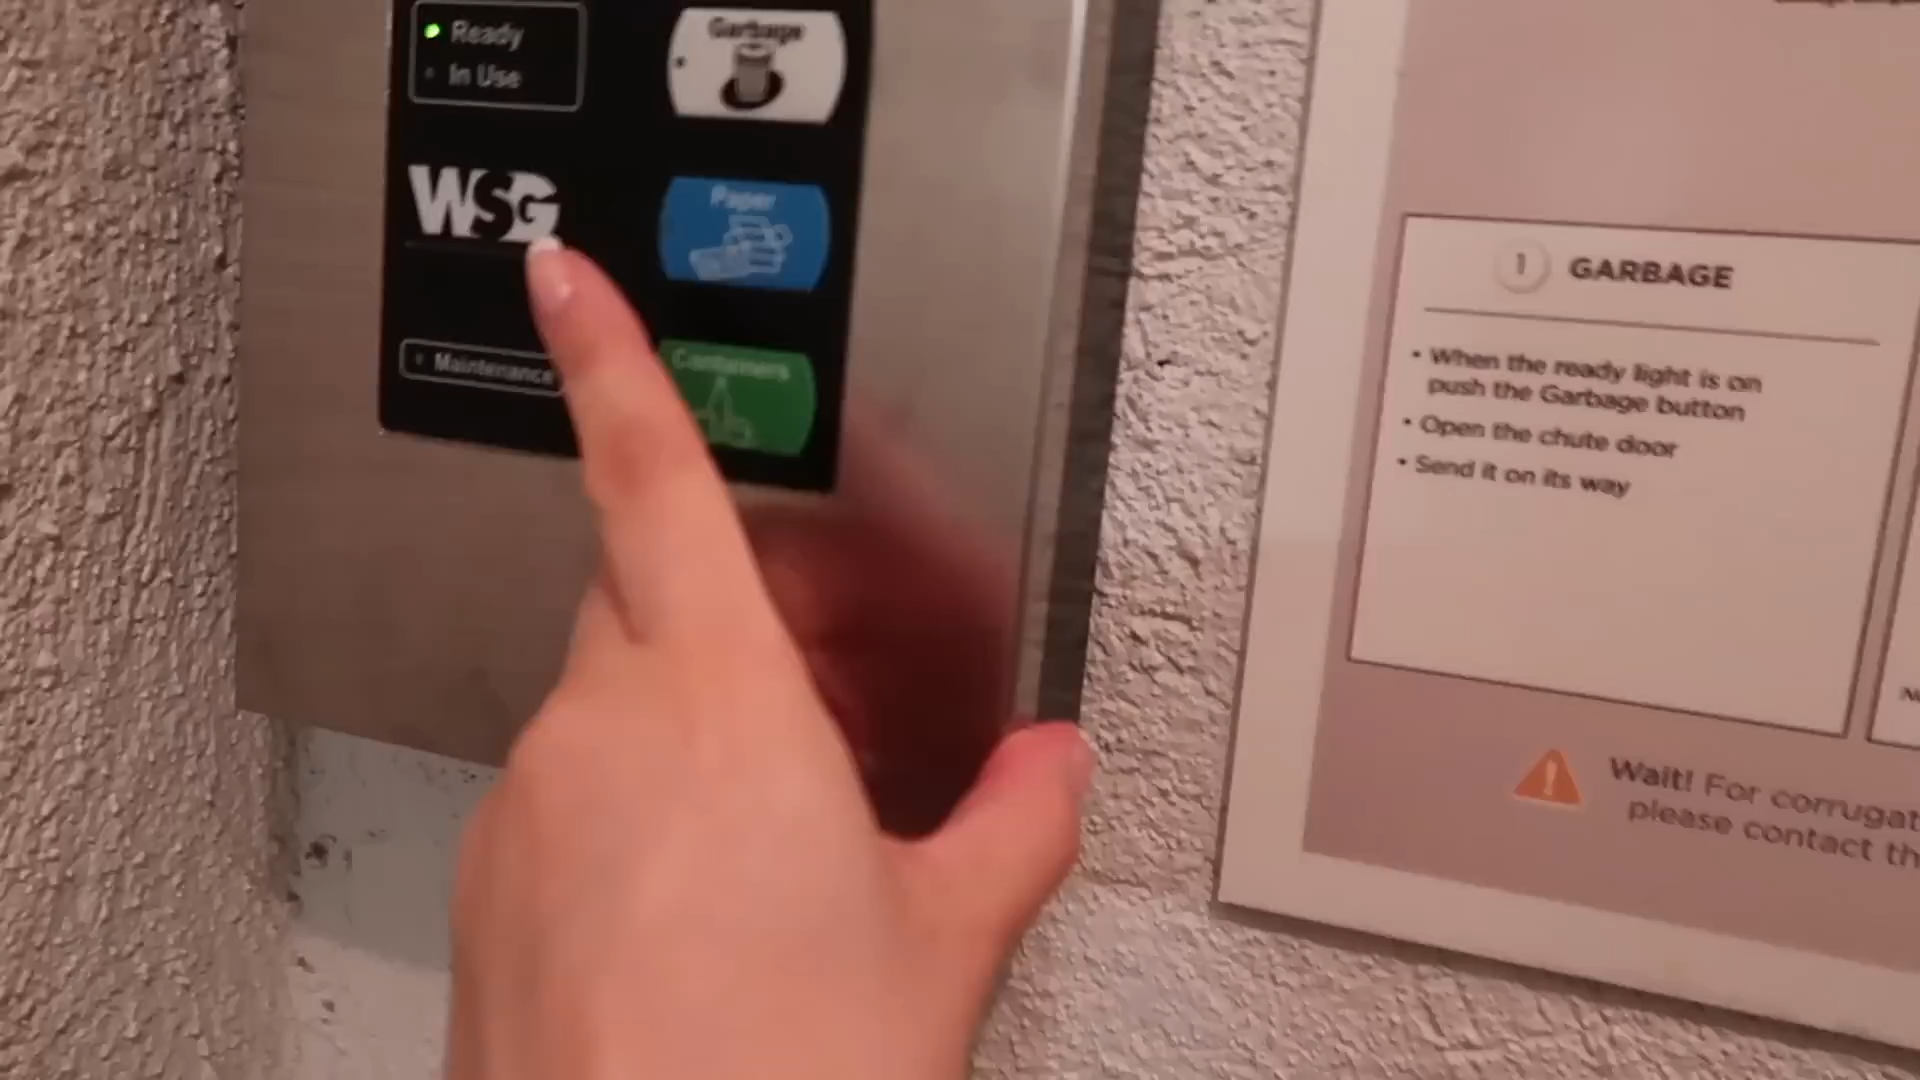 Ready
In Use
WSG
Maintenance
Garbage
Paper
Containers
1 GARBAGE
• When the ready light is on
push the Garbage button
• Open the chute door
• Send it on its way
Wait! For corrugat
please contact th